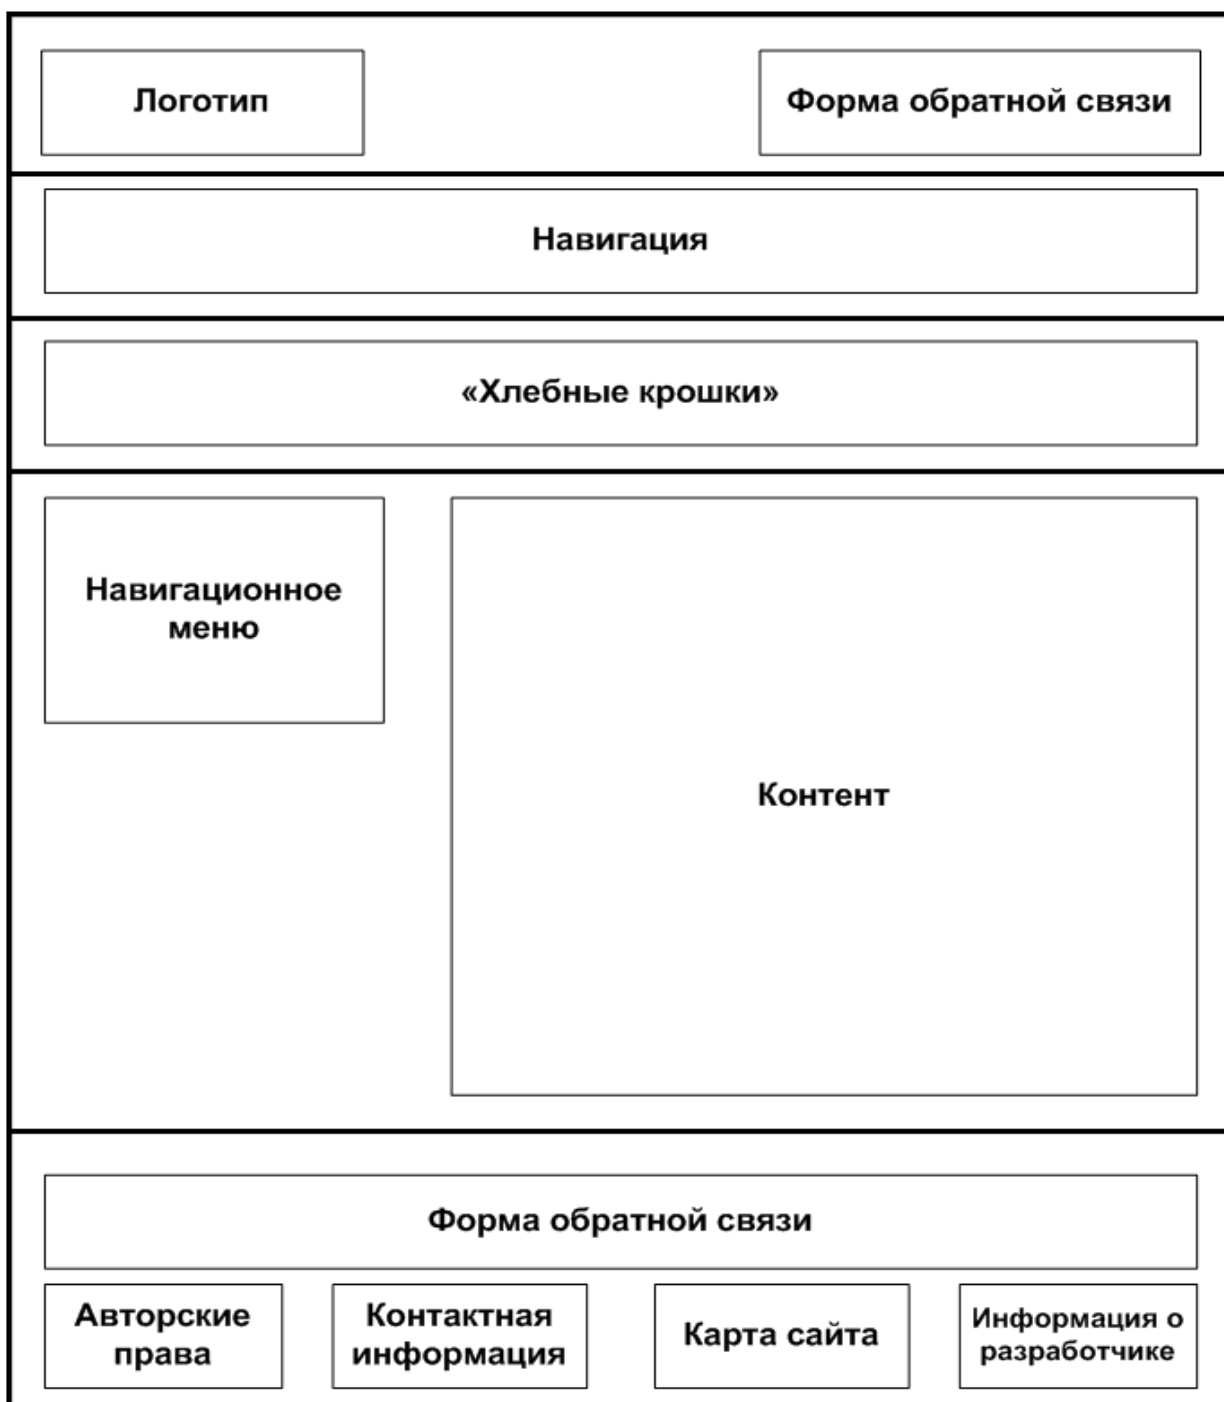 Логотип
Форма обратной связи
Навигация
«Хлебные крошки»
Навигационное
меню
Контент
Форма обратной связи
Авторские
права
Контактная
информация
Карта сайта
Информация о
разработчике